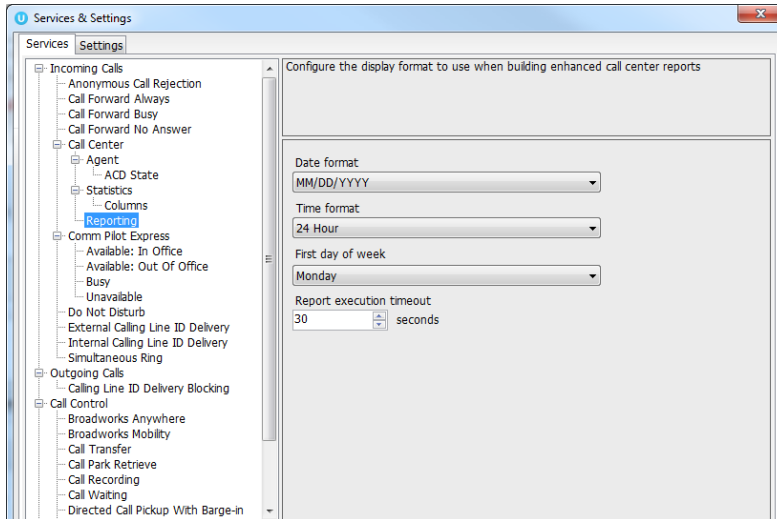 Services & Settings
Services Settings
Incoming Calls
Anonymous Call Rejection
Call Forward Always
Call Forward Busy
Call Forward No Answer
Call Center
Agent
ACD State
Statistics
Columns
Reporting
Comm Pilot Express
Available: In Office
Available: Out Of Office
Busy
Unavailable
Do Not Disturb
External Calling Line ID Delivery
Internal Calling Line ID Delivery
Simultaneous Ring
Outgoing Calls
Calling Line ID Delivery Blocking
Call Control
Broadworks Anywhere
Broadworks Mobility
Call Transfer
Call Park Retrieve
Call Recording
Call Waiting
Directed Call Pickup With Barge-in
Configure the display format to use when building enhanced call center reports
Date format
MM/DD/YYYY
Time format
24 Hour
First day of week
Monday
Report execution timeout
30 seconds